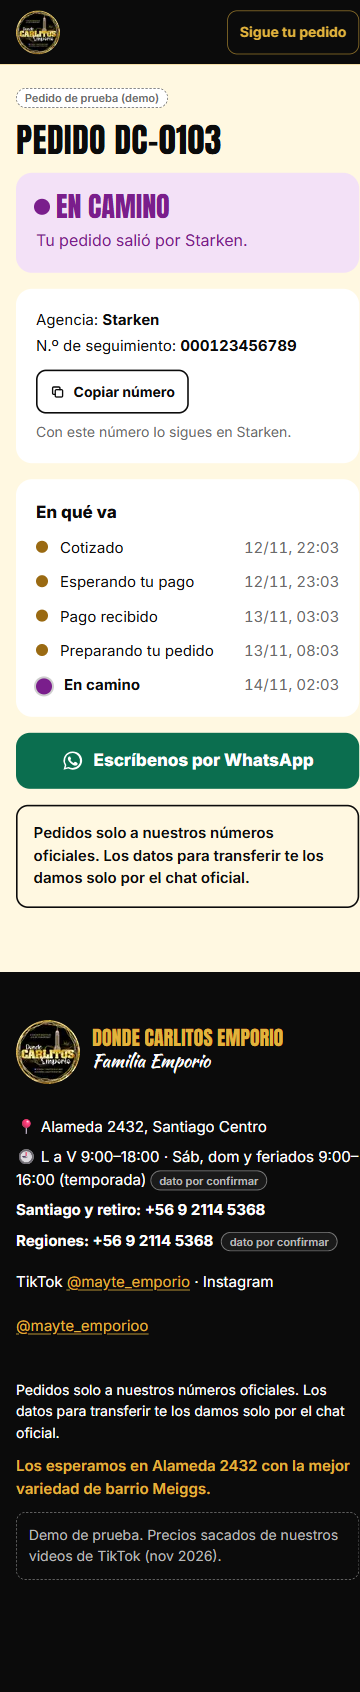 Donde
CARLITOS
Emporio
Sigue tu pedido
Pedido de prueba (demo)
PEDIDO DC-0103
EN CAMINO
Tu pedido salió por Starken.
Agencia: Starken
N.º de seguimiento: 000123456789
Copiar número
Con este número lo sigues en Starken.
En qué va
Cotizado 12/11, 22:03
Esperando tu pago 12/11, 23:03
Pago recibido 13/11, 03:03
Preparando tu pedido 13/11, 08:03
En camino 14/11, 02:03
Escríbenos por WhatsApp
Pedidos solo a nuestros números
oficiales. Los datos para transferir te los
damos solo por el chat oficial.
Donde
CARLITOS
Emporio
DONDE CARLITOS EMPORIO
Familia Emporio
Alameda 2432, Santiago Centro
L a V 9:00–18:00 · Sáb, dom y feriados 9:00–
16:00 (temporada) dato por confirmar
Santiago y retiro: +56 9 2114 5368
Regiones: +56 9 2114 5368 dato por confirmar
TikTok @mayte_emporio · Instagram
@mayte_emporioo
Pedidos solo a nuestros números oficiales. Los
datos para transferir te los damos solo por el chat
oficial.
Los esperamos en Alameda 2432 con la mejor
variedad de barrio Meiggs.
Demo de prueba. Precios sacados de nuestros
videos de TikTok (nov 2026).